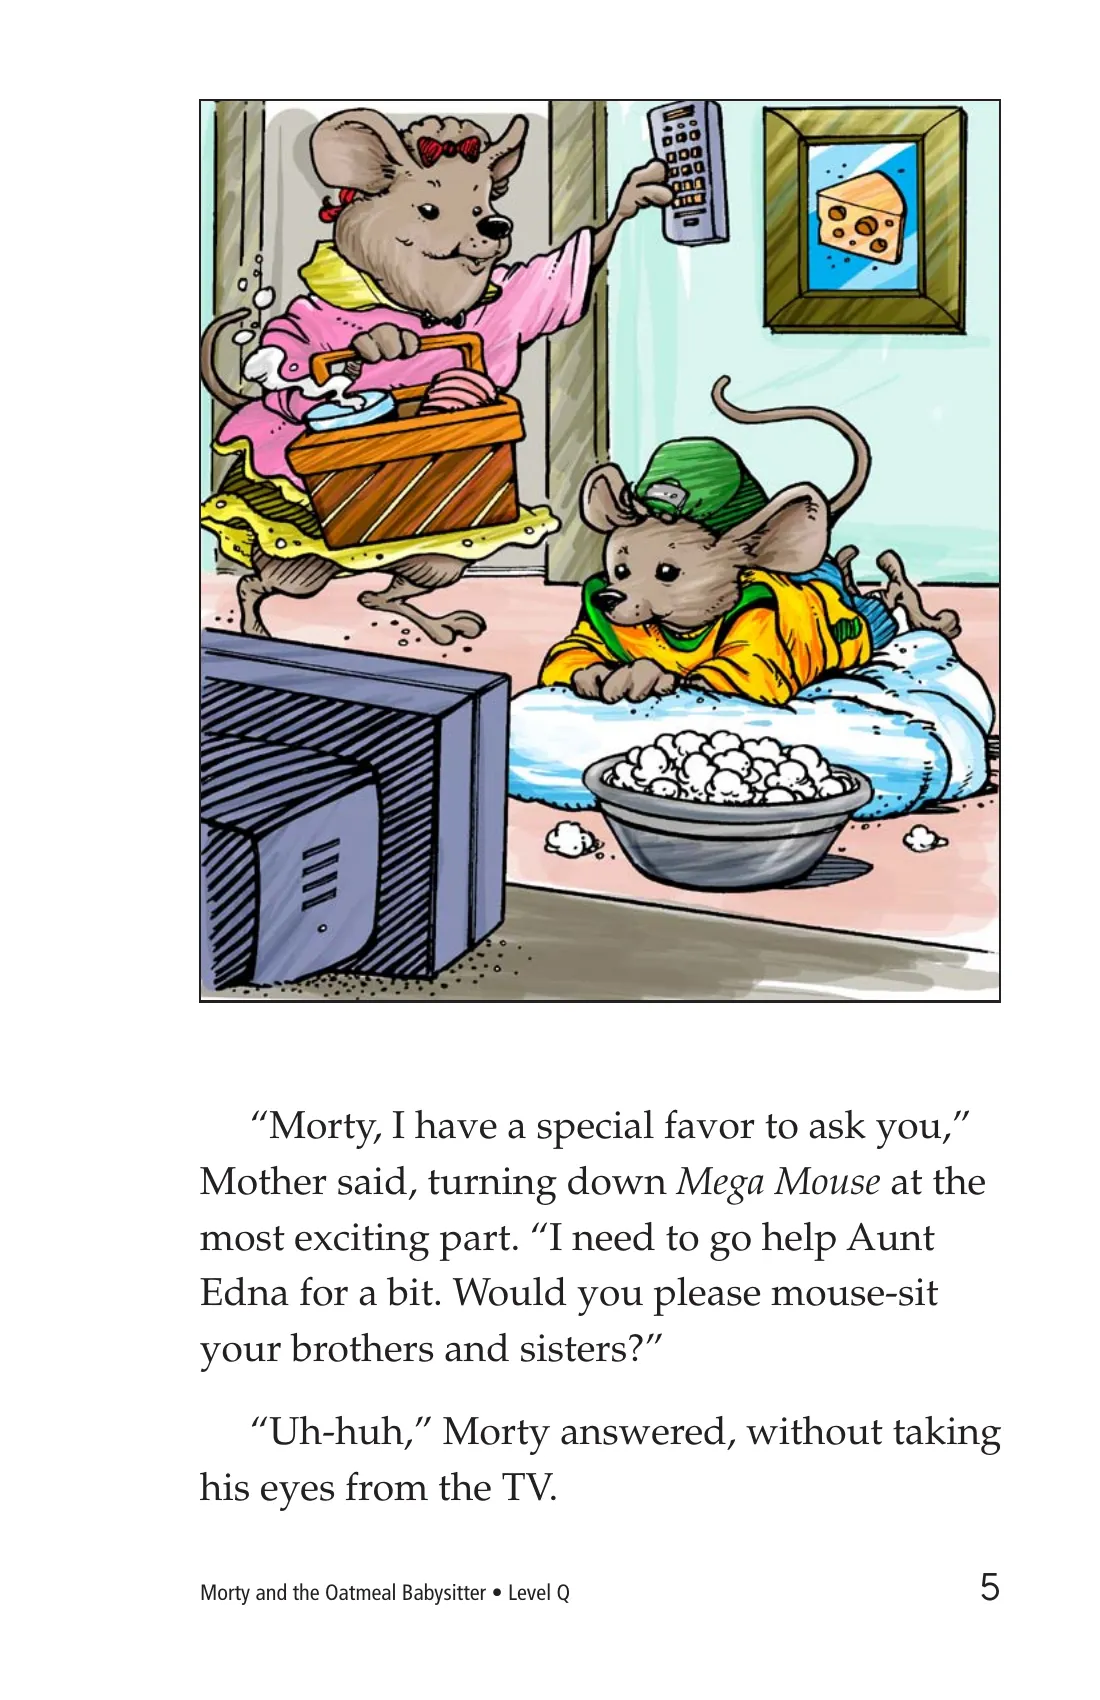 “Morty, I have a special favor to ask you,”
Mother said, turning down Mega Mouse at the
most exciting part. “I need to go help Aunt
Edna for a bit. Would you please mouse-sit
your brothers and sisters?”
“Uh-huh,” Morty answered, without taking
his eyes from the TV.
Morty and the Oatmeal Babysitter • Level Q 5